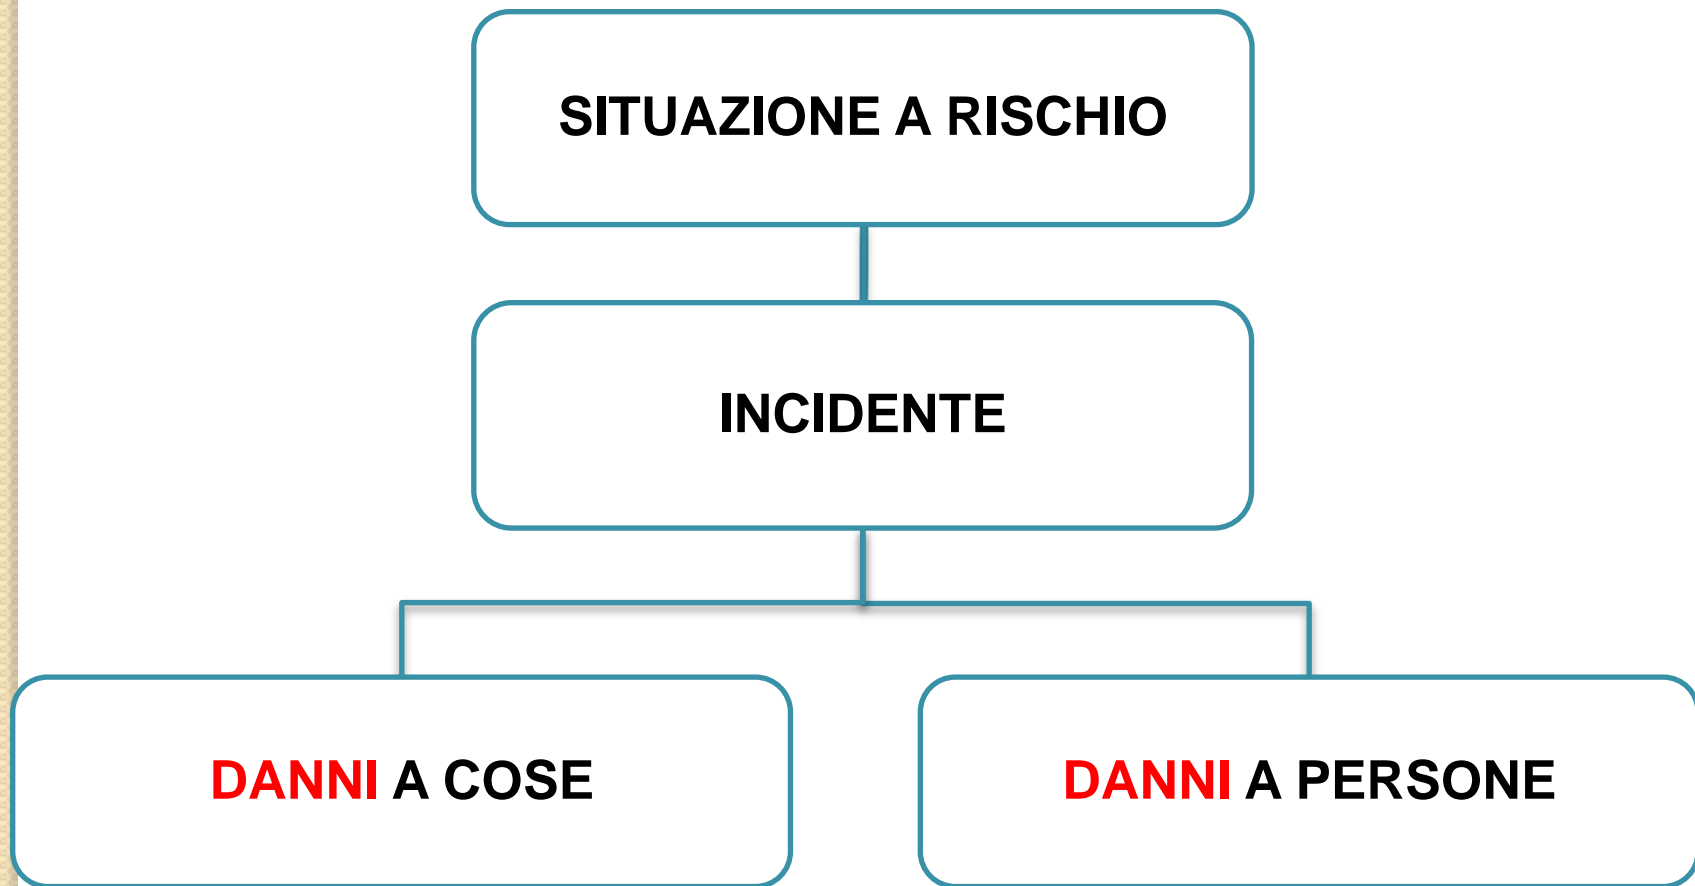 SITUAZIONE A RISCHIO
INCIDENTE
DANNI A COSE
DANNI A PERSONE